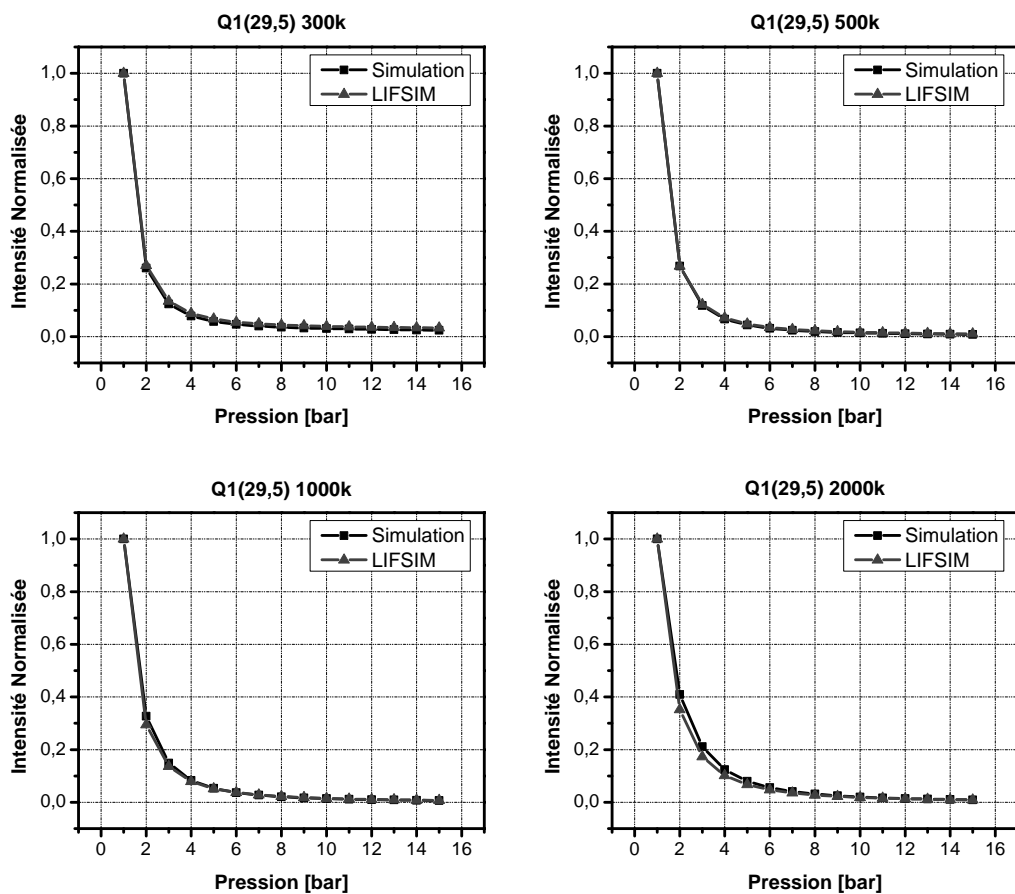 Q1(29,5) 300k
Intensité Normalisée
1,0
0,8
0,6
0,4
0,2
0,0
Simulation
LIFSIM
0 2 4 6 8 10 12 14 16
Pression [bar]
Q1(29,5) 500k
Intensité Normalisée
1,0
0,8
0,6
0,4
0,2
0,0
Simulation
LIFSIM
0 2 4 6 8 10 12 14 16
Pression [bar]
Q1(29,5) 1000k
Intensité Normalisée
1,0
0,8
0,6
0,4
0,2
0,0
Simulation
LIFSIM
0 2 4 6 8 10 12 14 16
Pression [bar]
Q1(29,5) 2000k
Intensité Normalisée
1,0
0,8
0,6
0,4
0,2
0,0
Simulation
LIFSIM
0 2 4 6 8 10 12 14 16
Pression [bar]